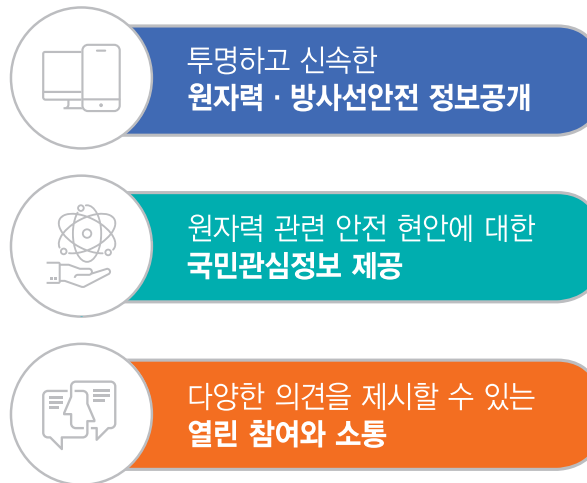 투명하고 신속한
원자력 · 방사선안전 정보공개
원자력 관련 안전 현안에 대한
국민관심정보 제공
다양한 의견을 제시할 수 있는
열린 참여와 소통